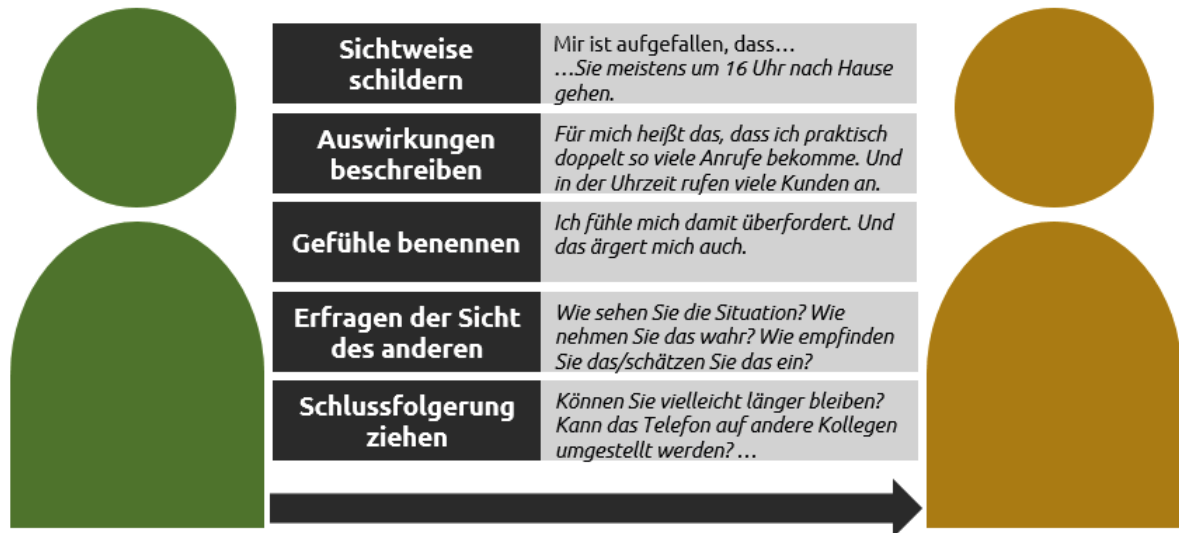 Sichtweise
schildern
Mir ist aufgefallen, dass…
…Sie meistens um 16 Uhr nach Hause
gehen.
Auswirkungen
beschreiben
Für mich heißt das, dass ich praktisch
doppelt so viele Anrufe bekomme. Und
in der Uhrzeit rufen viele Kunden an.
Gefühle benennen
Ich fühle mich damit überfordert. Und
das ärgert mich auch.
Erfragen der Sicht
des anderen
Wie sehen Sie die Situation? Wie
nehmen Sie das wahr? Wie empfinden
Sie das/schätzen Sie das ein?
Schlussfolgerung
ziehen
Können Sie vielleicht länger bleiben?
Kann das Telefon auf andere Kollegen
umgestellt werden? …